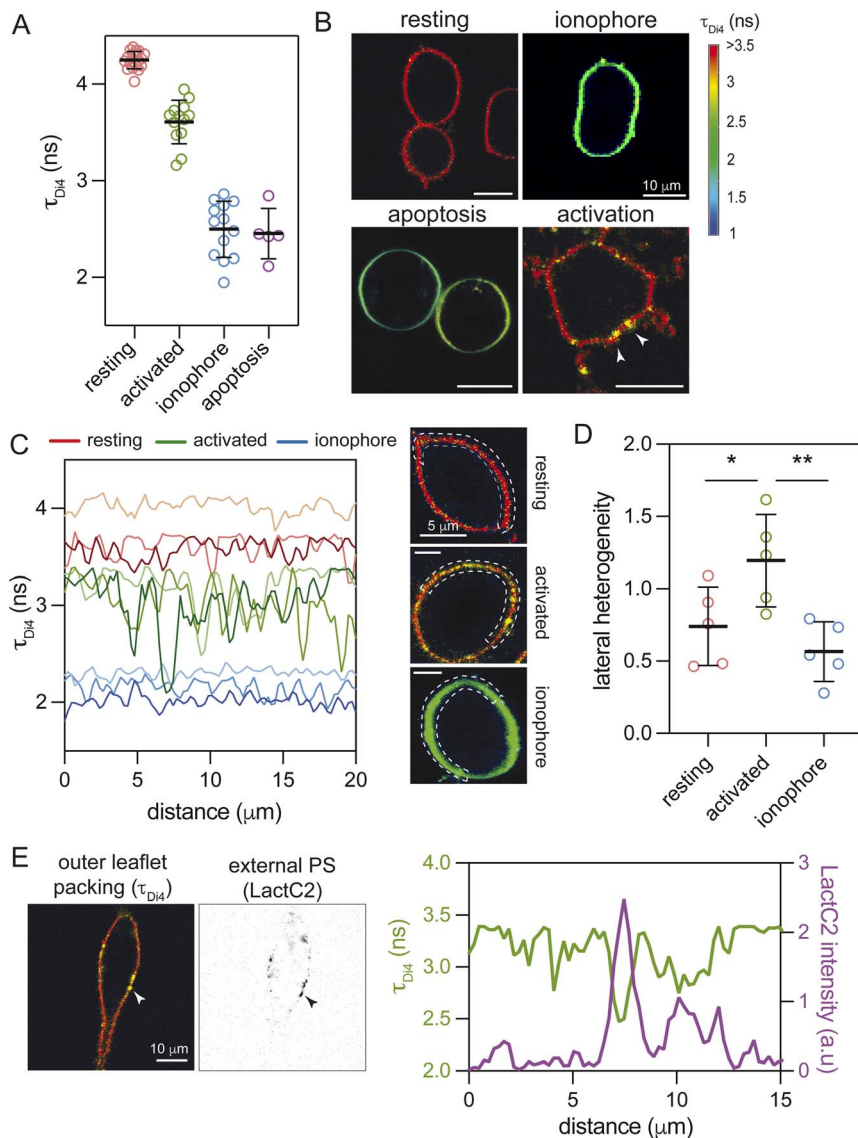 A
τDi4 (ns)
4
3
2
resting
activated
ionophore
apoptosis
B
resting
ionophore
10 μm
apoptosis
activation
τDi4 (ns)
>3.5
3
2.5
2
1.5
1
C
resting activated ionophore
τDi4 (ns)
4
3
2
0 5 10 15 20
distance (μm)
5 μm
resting
activated
ionophore
D
lateral heterogeneity
2.0
1.5
1.0
0.5
0.0
* **
resting
activated
ionophore
E
outer leaflet
packing (τDi4)
10 μm
external PS
(LactC2)
τDi4
(ns)
4.0
3.5
3.0
2.5
2.0
3
2
1
0
LactC2
intensity (a.u)
0 5 10 15
distance (μm)